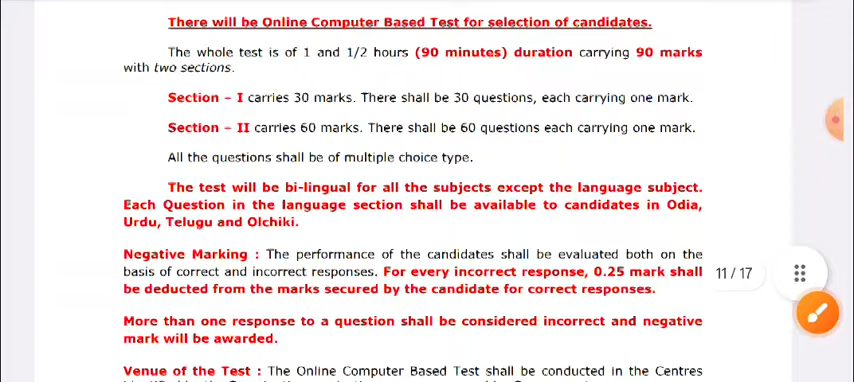 There will be Online Computer Based Test for selection of candidates.
The whole test is of 1 and 1/2 hours (90 minutes) duration carrying 90 marks
with two sections.
Section – I carries 30 marks. There shall be 30 questions, each carrying one mark.
Section – II carries 60 marks. There shall be 60 questions each carrying one mark.
All the questions shall be of multiple choice type.
The test will be bi-lingual for all the subjects except the language subject.
Each Question in the language section shall be available to candidates in Odia,
Urdu, Telugu and Olchiki.
Negative Marking : The performance of the candidates shall be evaluated both on the
basis of correct and incorrect responses. For every incorrect response, 0.25 mark shall
be deducted from the marks secured by the candidate for correct responses.
11 / 17
More than one response to a question shall be considered incorrect and negative
mark will be awarded.
Venue of the Test : The Online Computer Based Test shall be conducted in the Centres